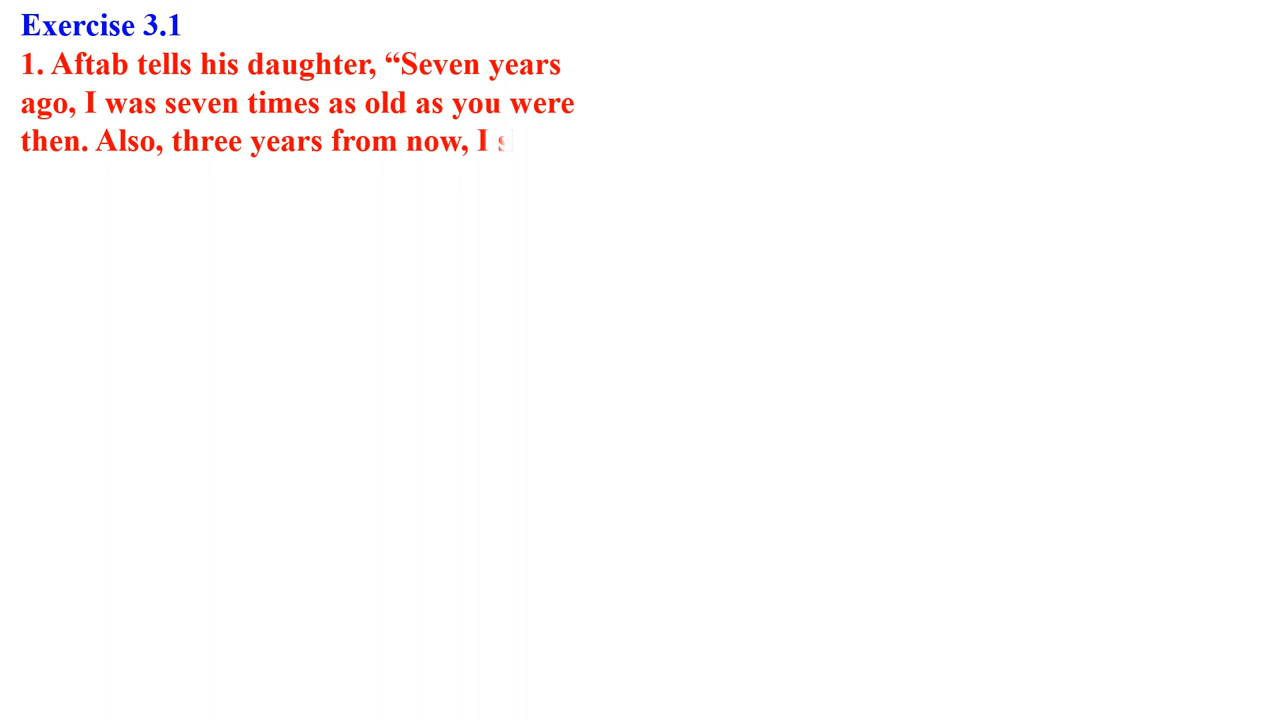 Exercise 3.1
1. Aftab tells his daughter, “Seven years
ago, I was seven times as old as you were
then. Also, three years from now, I